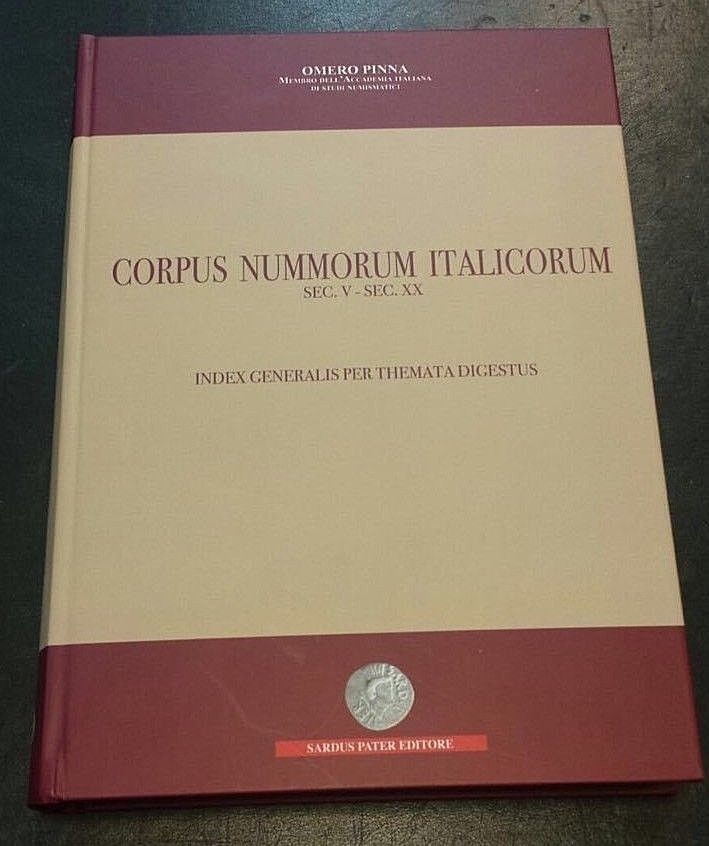 OMERO PINNA
MEMBRO DELL'ACCADEMIA ITALIANA
DI STUDI NUMISMATICI
CORPUS NUMMORUM ITALICORUM
SEC. V - SEC. XX
INDEX GENERALIS PER THEMATA DIGESTUS
SARDUS PATER EDITORE